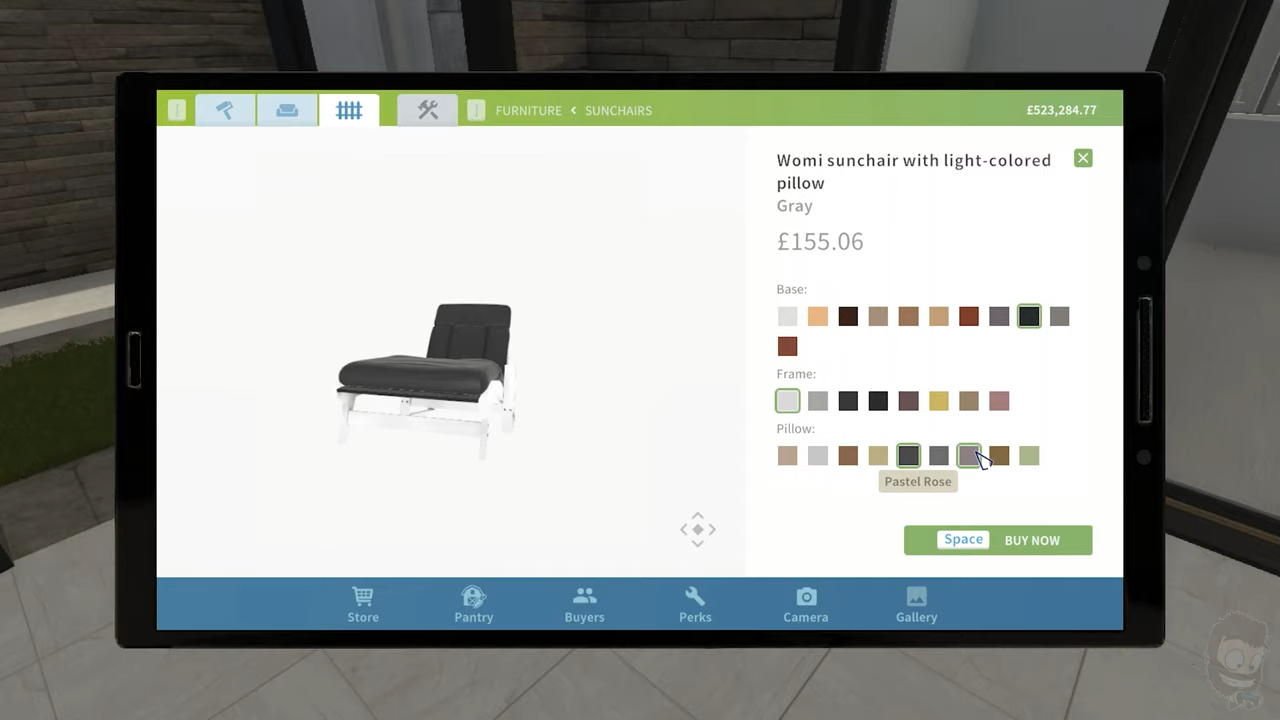 FURNITURE < SUNCHAIRS
£523,284.77
Womi sunchair with light-colored
pillow
Gray
£155.06
Base:
Frame:
Pillow:
Pastel Rose
Space BUY NOW
Store
Pantry
Buyers
Perks
Camera
Gallery